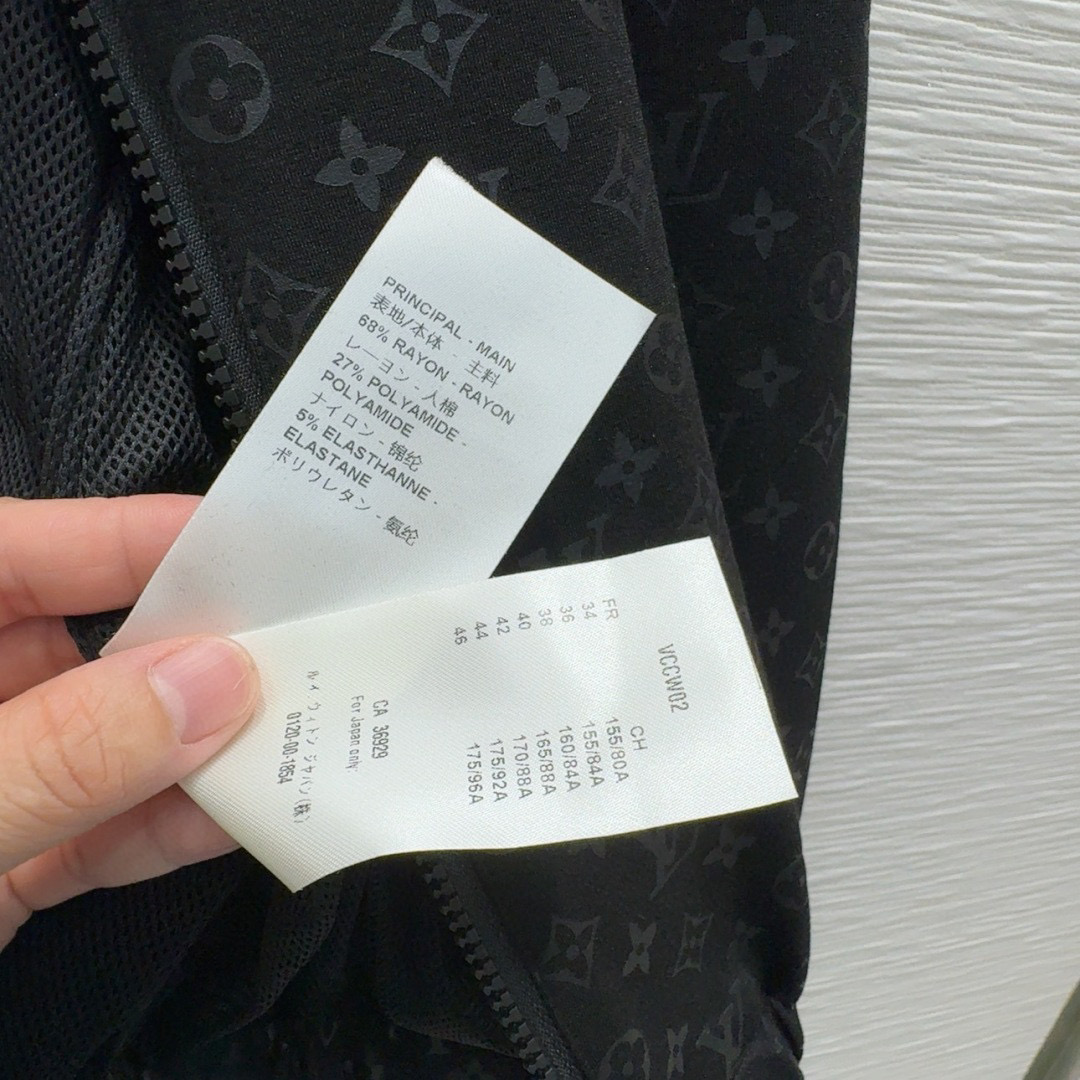 PRINCIPAL - MAIN
表地/本体 - 主料
68% RAYON - RAYON
レーヨン - 人棉
27% POLYAMIDE -
POLYAMIDE
ナイロン - 锦纶
5% ELASTHANNE -
ELASTANE
ポリウレタン - 氨纶
VCCW02
FR CH
34 155/80A
36 155/84A
38 160/84A
40 165/88A
42 170/88A
44 175/92A
46 175/96A
CA 36929
For Japan only:
ルイ ヴィトン ジャパン(株)
0120-00-1854